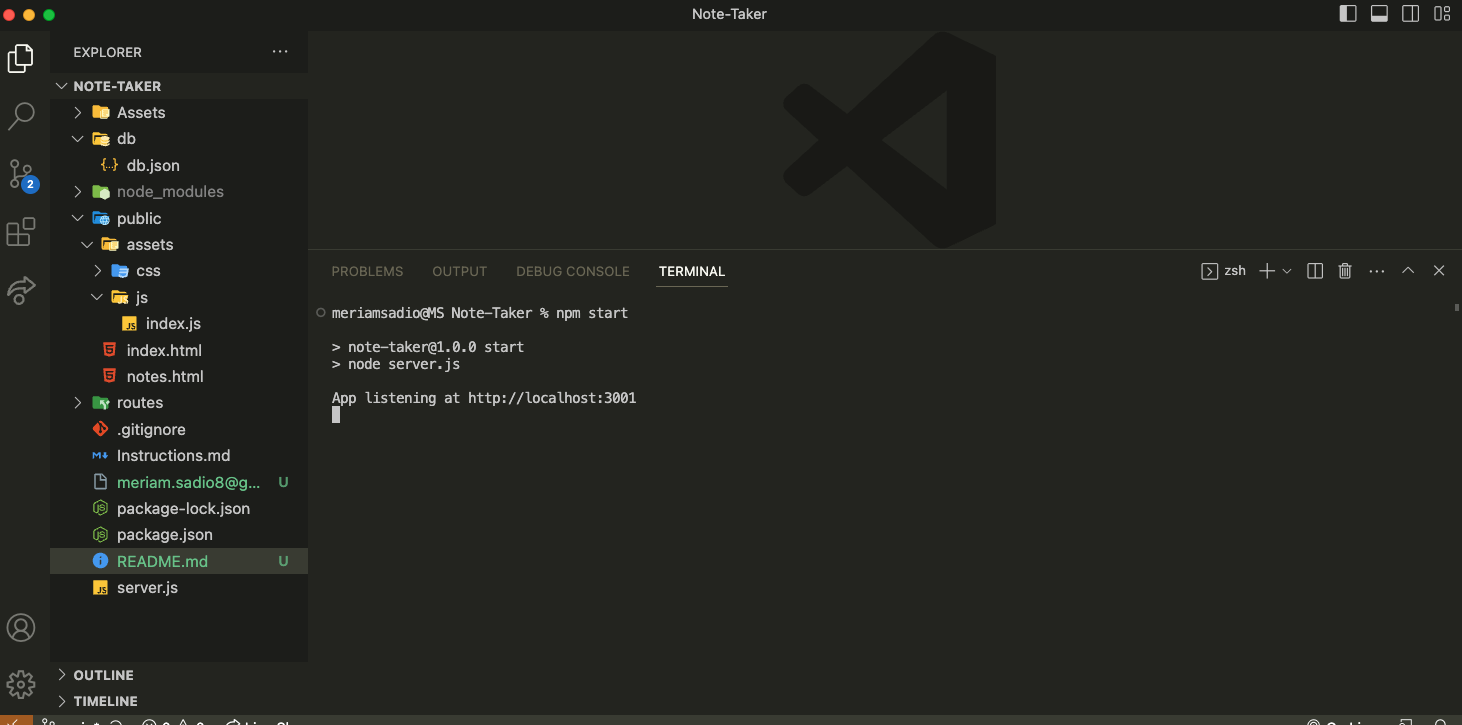 Note-Taker
EXPLORER
NOTE-TAKER
Assets
db
db.json
node_modules
public
assets
css
js
index.js
index.html
notes.html
routes
.gitignore
Instructions.md
meriam.sadio8@g... U
package-lock.json
package.json
README.md U
server.js
OUTLINE
TIMELINE
2
PROBLEMS OUTPUT DEBUG CONSOLE TERMINAL
zsh
meriamsadio@MS Note-Taker % npm start
> note-taker@1.0.0 start
> node server.js
App listening at http://localhost:3001